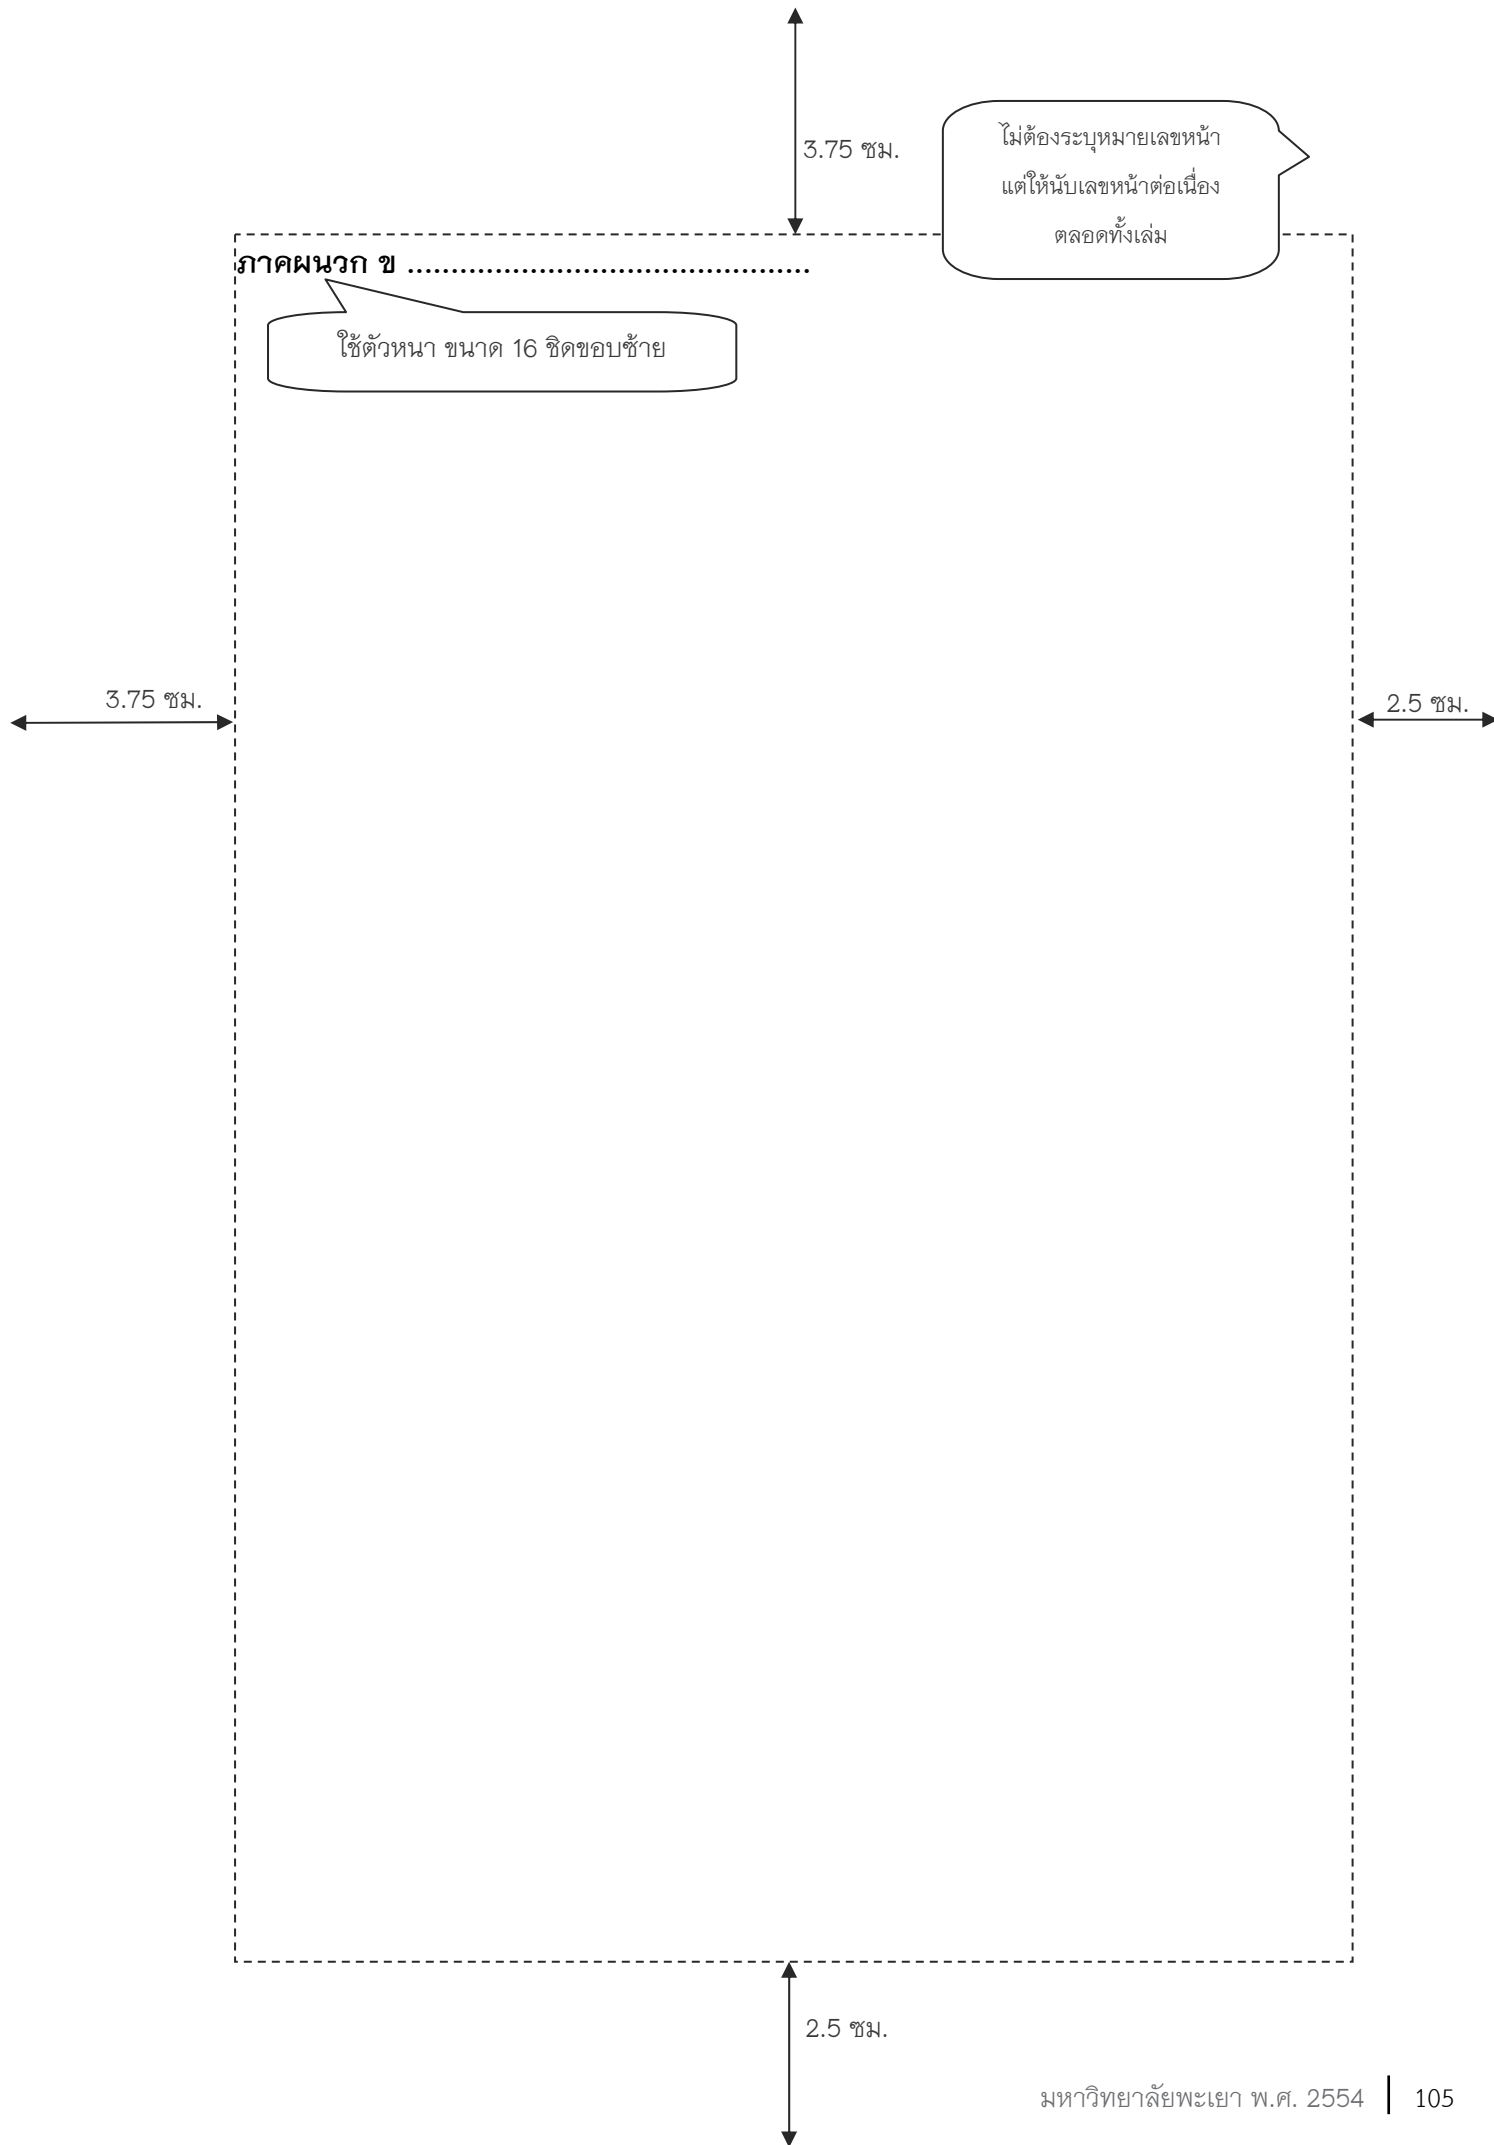 3.75 ซม.
ไม่ต้องระบุหมายเลขหน้า
แต่ให้นับเลขหน้าต่อเนื่อง
ตลอดทั้งเล่ม
ภาคผนวก ข ..............................................
ใช้ตัวหนา ขนาด 16 ชิดขอบซ้าย
3.75 ซม.
2.5 ซม.
2.5 ซม.
มหาวิทยาลัยพะเยา พ.ศ. 2554 | 105